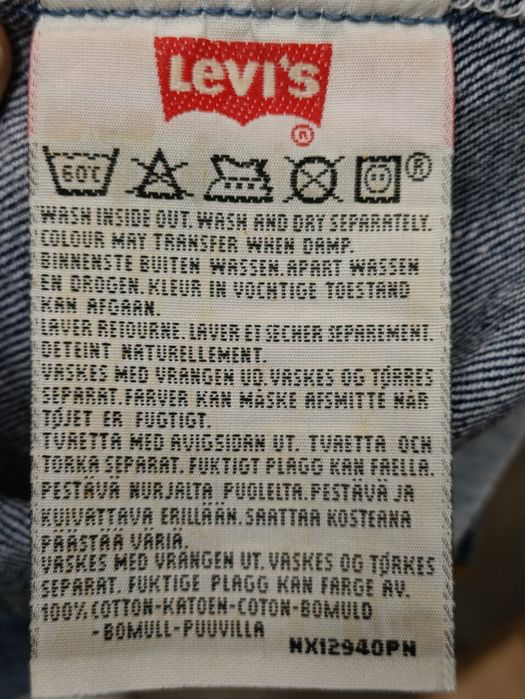 Levi's
®
60°C ®
WASH INSIDE OUT. WASH AND DRY SEPARATELY.
COLOUR MAY TRANSFER WHEN DAMP.
BINNENSTE BUITEN WASSEN. APART WASSEN
EN DROGEN. KLEUR IN VOCHTIGE TOESTAND
KAN AFGAAN.
LAVER RETOURNE. LAVER ET SECHER SEPAREMENT.
DETEINT NATURELLEMENT.
VASKES MED VRANGEN UD. VASKES OG TØRRES
SEPARAT. FARVER KAN MÅSKE AFSMITTE NÅR
TØJET ER FUGTIGT.
TVAETTA MED AVIGSIDAN UT. TVAETTA OCH
TORKA SEPARAT. FUKTIGT PLAGG KAN FAELLA.
PESTÄVÄ NURJALTA PUOLELTA. PESTÄVÄ JA
KUIVATTAVA ERILLÄÄN. SAATTAA KOSTEANA
PÄÄSTÄÄ VÄRIÄ.
VASKES MED VRANGEN UT. VASKES OG TØRKES
SEPARAT. FUKTIGE PLAGG KAN FARGE AV.
100% COTTON-KATOEN-COTON-BOMULD
-BOMULL-PUUVILLA
NX12940PN